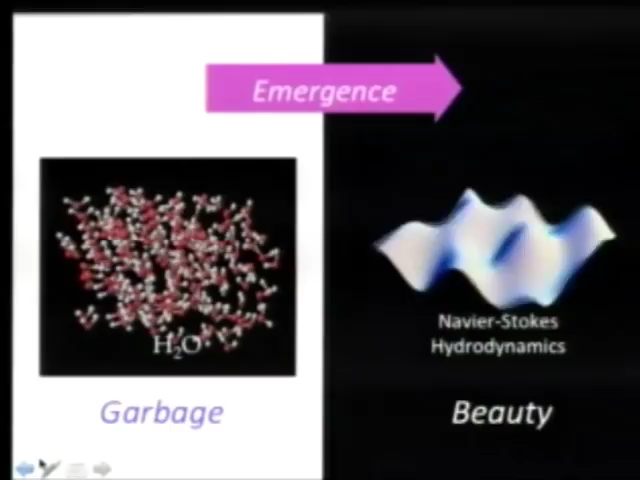 Emergence
H₂O
Navier-Stokes
Hydrodynamics
Garbage
Beauty